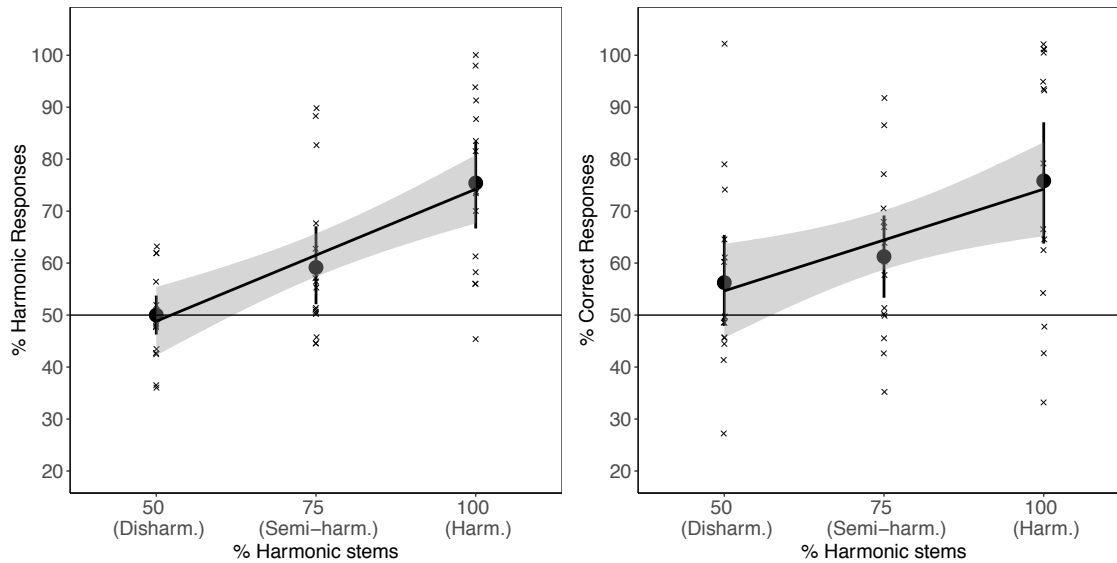 % Harmonic Responses
100
90
80
70
60
50
40
30
20
50 75 100
(Disharm.) (Semi−harm.) (Harm.)
% Harmonic stems
% Correct Responses
100
90
80
70
60
50
40
30
20
50 75 100
(Disharm.) (Semi−harm.) (Harm.)
% Harmonic stems